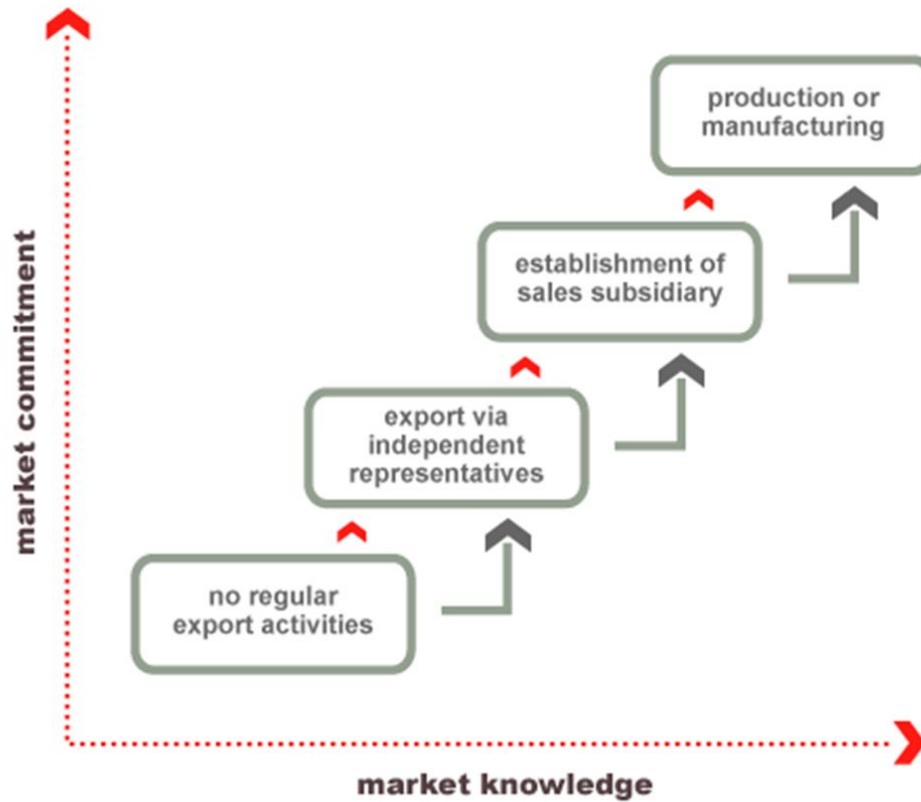 production or
manufacturing
establishment of
sales subsidiary
export via
independent
representatives
no regular
export activities
market commitment
market knowledge